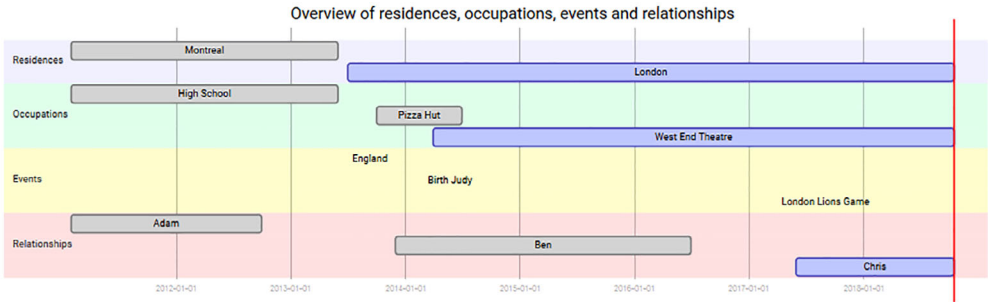 Overview of residences, occupations, events and relationships
Montreal
Residences
London
High School
Occupations
Pizza Hut
West End Theatre
England
Events
Birth Judy
London Lions Game
Adam
Relationships
Ben
Chris
2012-01-01 2013-01-01 2014-01-01 2015-01-01 2016-01-01 2017-01-01 2018-01-01